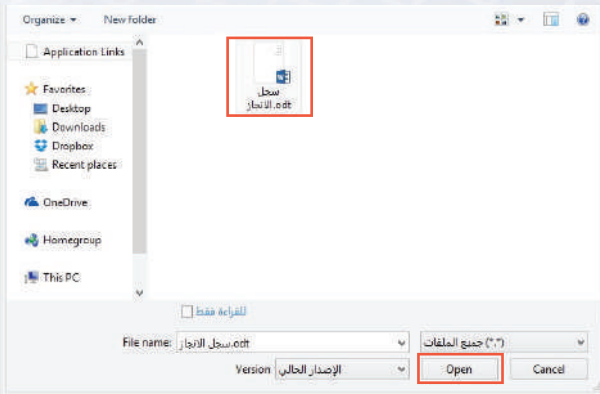 Organize New folder
Application Links
Favorites
Desktop
Downloads
Dropbox
Recent places
OneDrive
Homegroup
This PC
سجل
الانجاز.odt
للقراءة فقط
File name: سجل الانجاز.odt
جميع الملفات (*.*)
Version الإصدار الحالي
Open Cancel